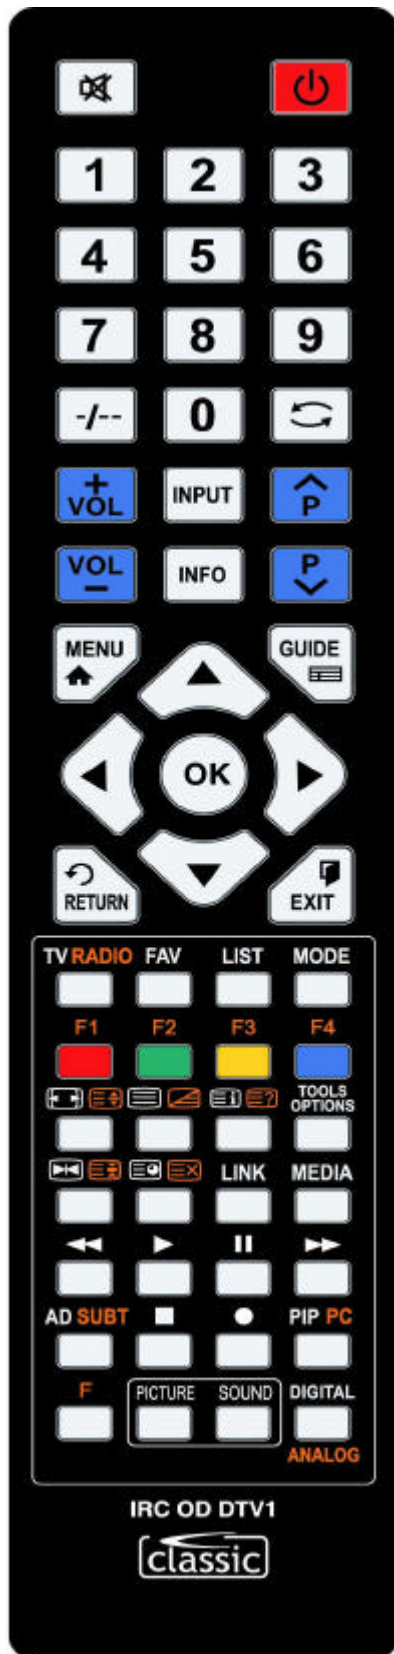 1 2 3
4 5 6
7 8 9
-/-- 0
+ INPUT P
VOL
VOL INFO P
−
MENU GUIDE
OK
RETURN EXIT
TV RADIO FAV LIST MODE
F1 F2 F3 F4
TOOLS
OPTIONS
LINK MEDIA
AD SUBT PIP PC
F PICTURE SOUND DIGITAL
ANALOG
IRC OD DTV1
classic